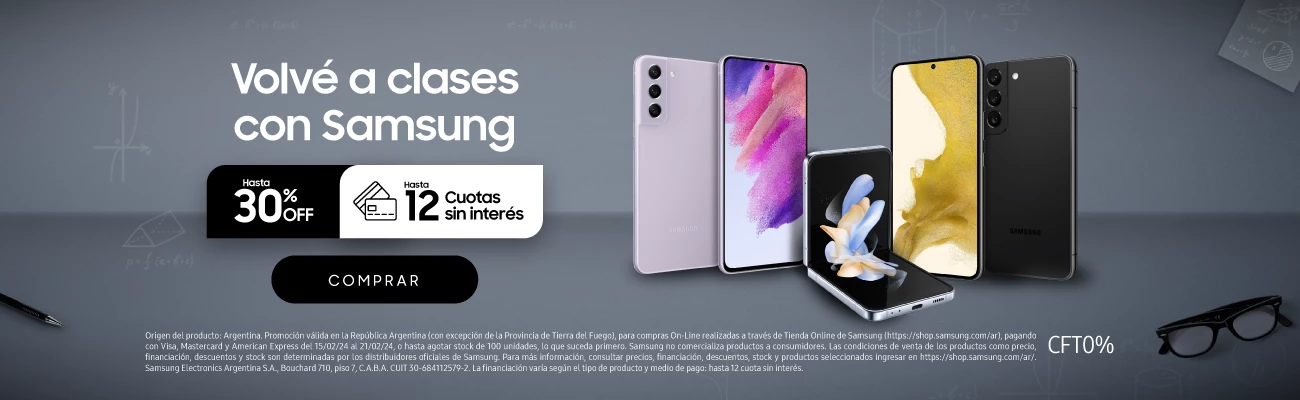 Volvé a clases
con Samsung
Hasta
30% OFF
Hasta
12 Cuotas
sin interés
COMPRAR
SAMSUNG
SAMSUNG
Origen del producto: Argentina. Promoción válida en la República Argentina (con excepción de la Provincia de Tierra del Fuego), para compras On-Line realizadas a través de Tienda Online de Samsung (https://shop.samsung.com/ar), pagando
con Visa, Mastercard y American Express del 15/02/24 al 21/02/24, o hasta agotar stock de 100 unidades, lo que suceda primero. Samsung no comercializa productos a consumidores. Las condiciones de venta de los productos como precio,
financiación, descuentos y stock son determinadas por los distribuidores oficiales de Samsung. Para más información, consultar precios, financiación, descuentos, stock y productos seleccionados ingresar en https://shop.samsung.com/ar/.
Samsung Electronics Argentina S.A., Bouchard 710, piso 7, C.A.B.A. CUIT 30-684112579-2. La financiación varía según el tipo de producto y medio de pago: hasta 12 cuota sin interés.
CFT0%